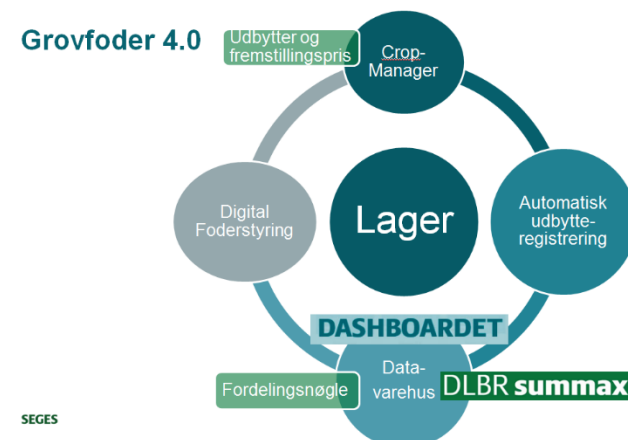 Grovfoder 4.0
Udbytter og
fremstillingspris
Crop-
Manager
Digital
Foderstyring
Lager
Automatisk
udbytte-
registrering
DASHBOARDET
Data-
varehus
Fordelingsnøgle
DLBR summax
SEGES